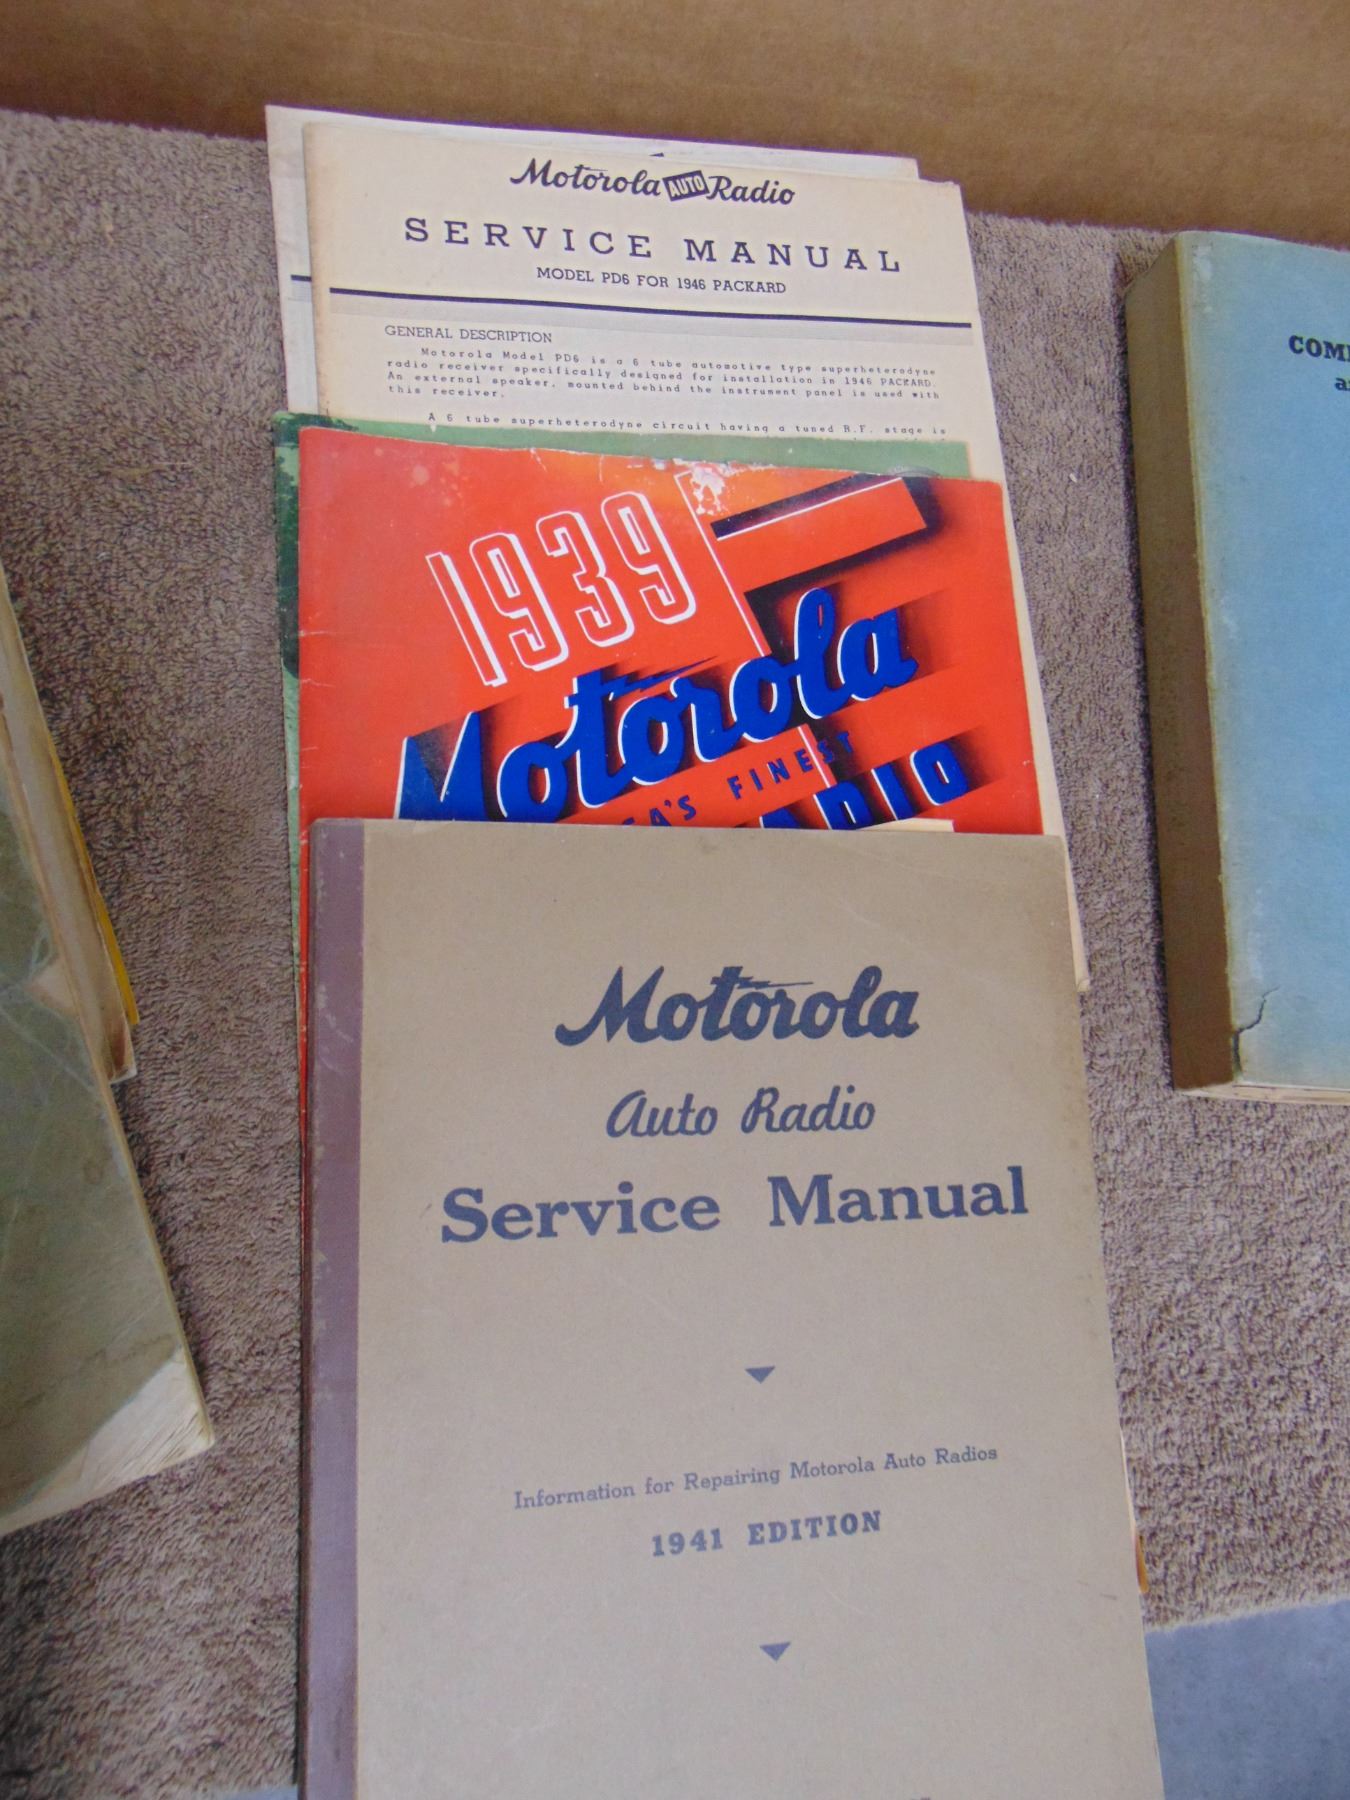 Motorola AUTO Radio
SERVICE MANUAL
MODEL PD6 FOR 1946 PACKARD
GENERAL DESCRIPTION
Motorola Model PD6 is a 6 tube automotive type superheterodyne
radio receiver specifically designed for installation in 1946 PACKARD.
An external speaker, mounted behind the instrument panel is used with
this receiver.
A 6 tube superheterodyne circuit having a tuned R.F. stage is
1939
Motorola
FINEST
Motorola
Auto Radio
Service Manual
Information for Repairing Motorola Auto Radios
1941 EDITION